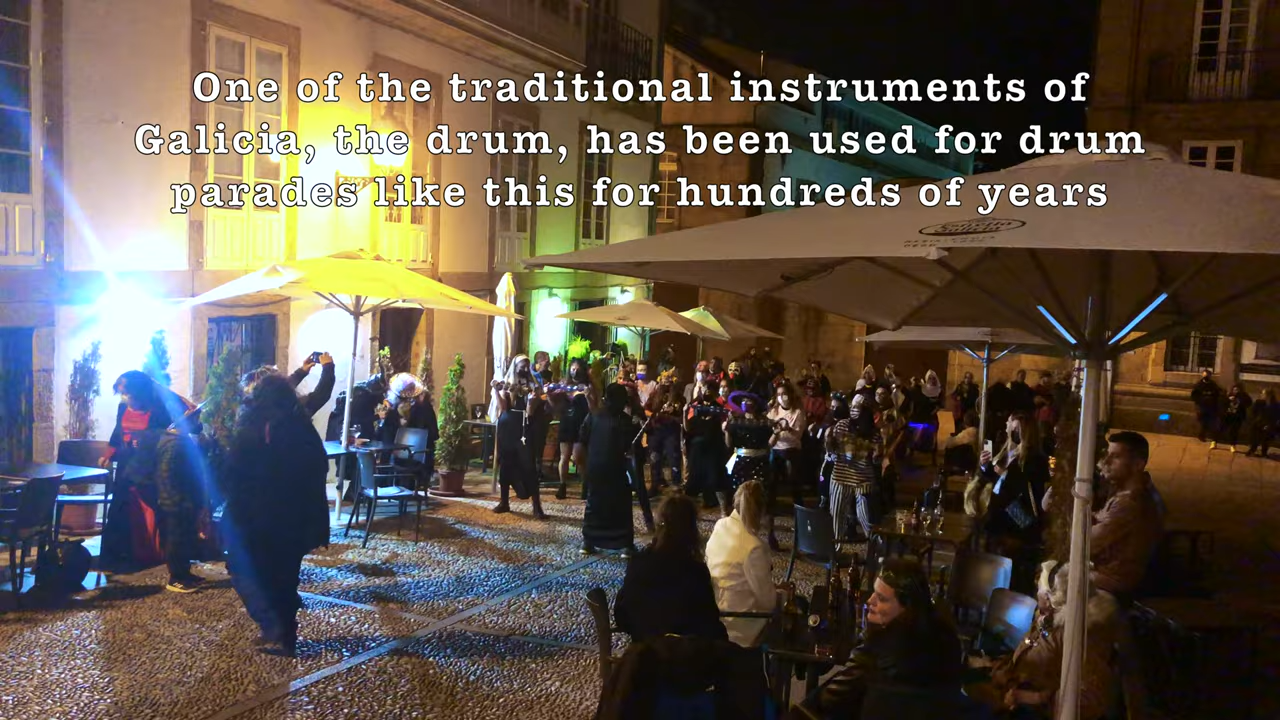 One of the traditional instruments of
Galicia, the drum, has been used for drum
parades like this for hundreds of years